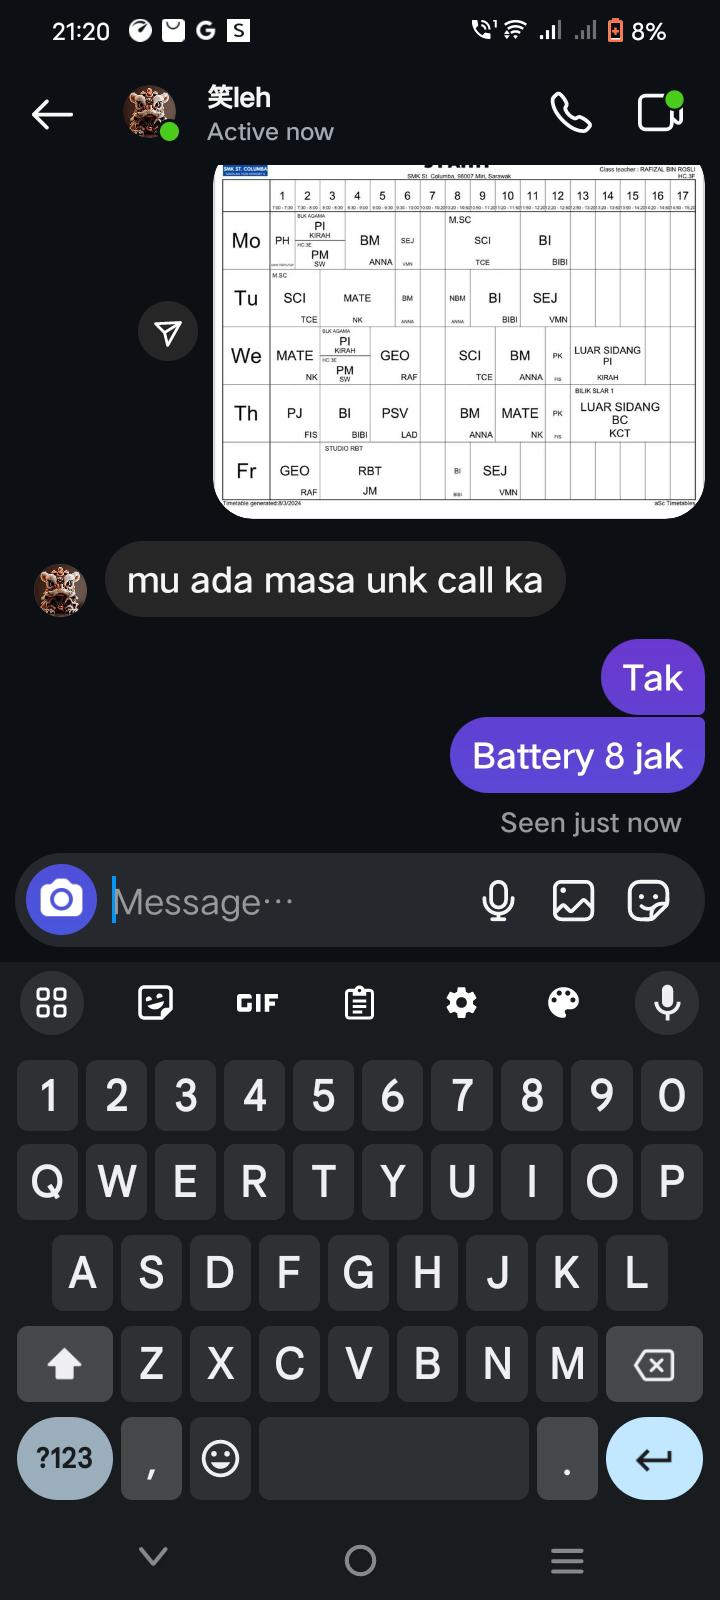 21:20
G
S
8%
笑leh
Active now
SMK ST. COLUMBA
SMK St. Columba, 98007 Miri, Sarawak
Class teacher : RAFIZAL BIN ROSLI
HC.3F
1 2 3 4 5 6 7 8 9 10 11 12 13 14 15 16 17
Mo
PH
BLK AGAMA
PI
KIRAH
HC 3E
PM
SW
BM
ANNA
SEJ
VMN
M.SC
SCI
TCE
BI
BIBI
Tu
M.SC
SCI
TCE
MATE
NK
BM
ANNA
NBM
ANNA
BI
BIBI
SEJ
VMN
We
MATE
NK
BLK AGAMA
PI
KIRAH
HC 3E
PM
SW
GEO
RAF
SCI
TCE
BM
ANNA
PK
FIS
LUAR SIDANG
PI
KIRAH
Th
PJ
FIS
BI
BIBI
PSV
LAD
BM
ANNA
MATE
NK
PK
FIS
BILIK SLAR 1
LUAR SIDANG
BC
KCT
Fr
GEO
RAF
STUDIO RBT
RBT
JM
BI
BIBI
SEJ
VMN
Timetable generated:8/3/2024
aSc Timetables
mu ada masa unk call ka
Tak
Battery 8 jak
Seen just now
Message···
GIF
1 2 3 4 5 6 7 8 9 0
Q W E R T Y U I O P
A S D F G H J K L
Z X C V B N M
?123 , .